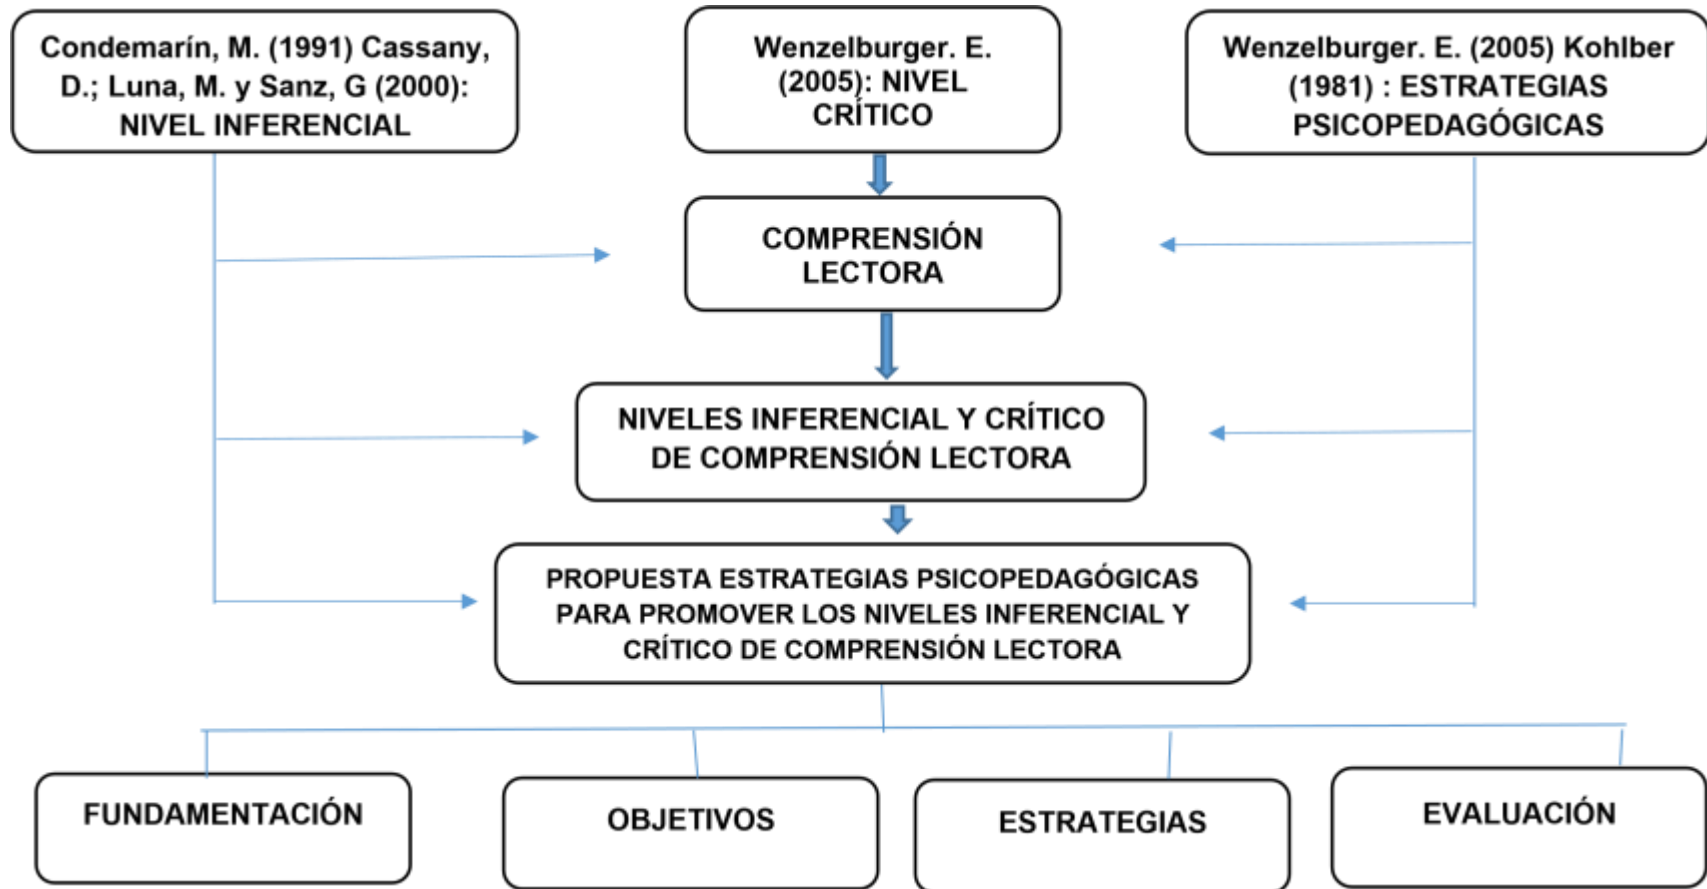 Condemarín, M. (1991) Cassany,
D.; Luna, M. y Sanz, G (2000):
NIVEL INFERENCIAL
Wenzelburger. E.
(2005): NIVEL
CRÍTICO
Wenzelburger. E. (2005) Kohlber
(1981) : ESTRATEGIAS
PSICOPEDAGÓGICAS
COMPRENSIÓN
LECTORA
NIVELES INFERENCIAL Y CRÍTICO
DE COMPRENSIÓN LECTORA
PROPUESTA ESTRATEGIAS PSICOPEDAGÓGICAS
PARA PROMOVER LOS NIVELES INFERENCIAL Y
CRÍTICO DE COMPRENSIÓN LECTORA
FUNDAMENTACIÓN
OBJETIVOS
ESTRATEGIAS
EVALUACIÓN